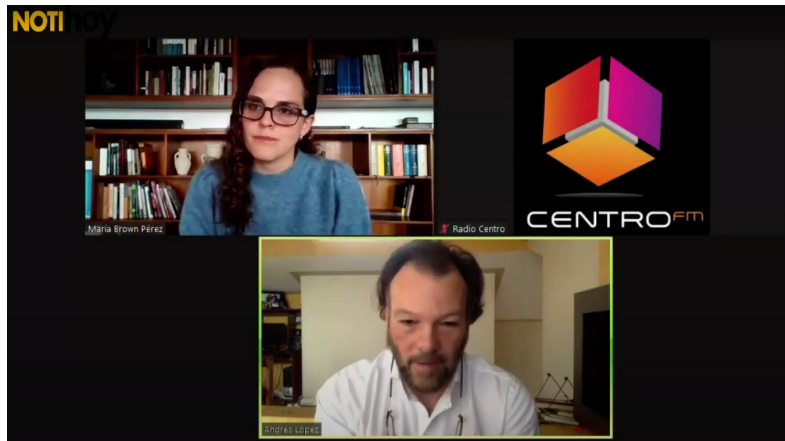 NOTIhoy
María Brown Pérez
Radio Centro
CENTROFM
Andrés López